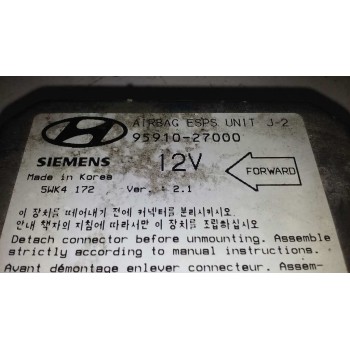 AIRBAG ESPS UNIT J-2
95910-27000
SIEMENS 12V
Made in Korea
FORWARD
5WK4 172 Ver. 2.1
이 장치를 떼어내기 전에 커넥터를 분리시키시오.
안내 책자의 지침에 따라서만 이 장치를 조립하십시오
Detach connector before unmounting. Assemble
strictly according to manual instructions.
Avant démontage enlever connecteur. Assem-